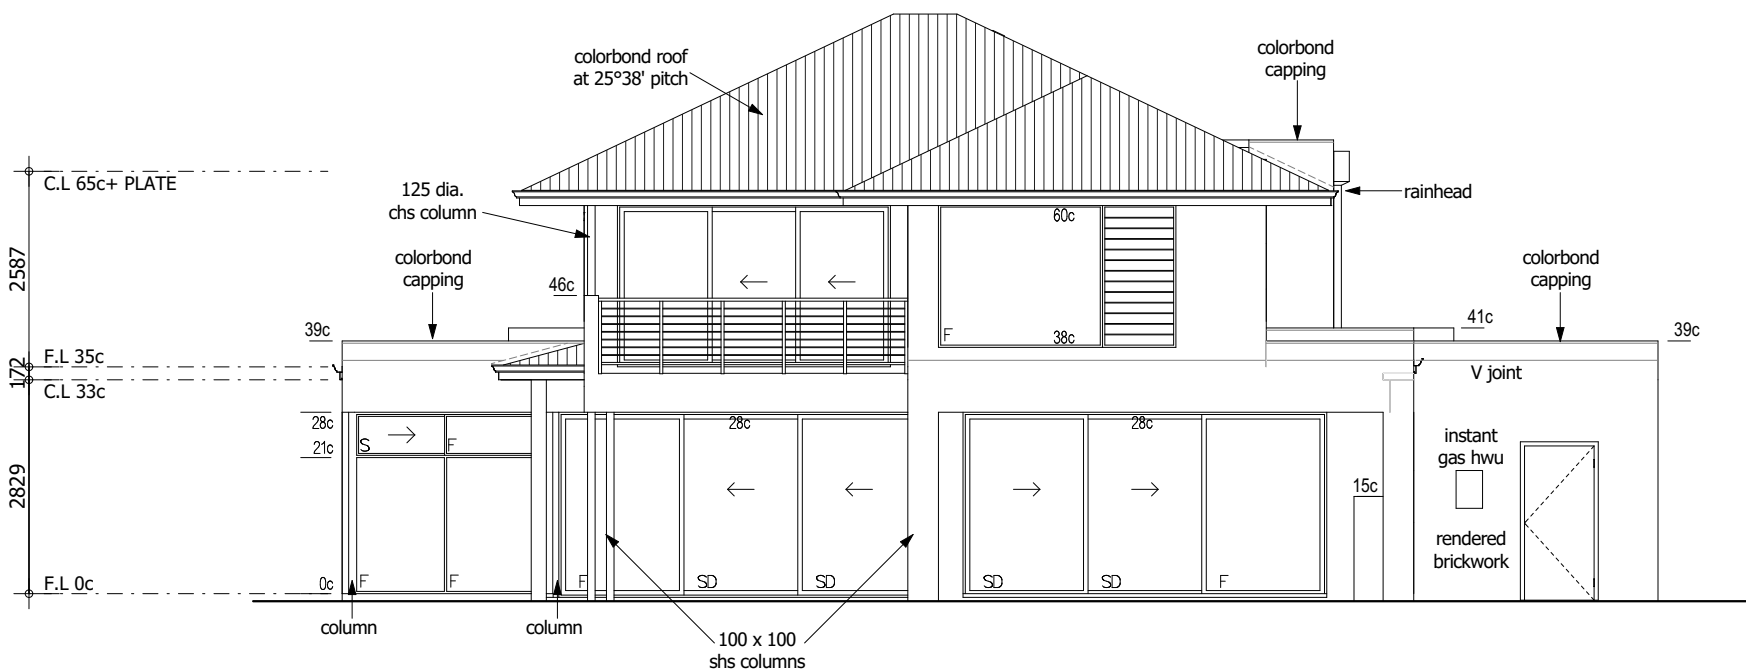 colorbond roof
at 25°38' pitch
colorbond
capping
C.L 65c+ PLATE
125 dia.
chs column
rainhead
60c
2587
colorbond
capping
46c
colorbond
capping
39c
F
38c
41c
39c
F.L 35c
172
C.L 33c
V joint
28c
21c
S
F
28c
28c
instant
gas hwu
2829
15c
rendered
brickwork
F.L 0c
0c
F
F
F
SD
SD
SD
SD
F
column
column
100 x 100
shs columns